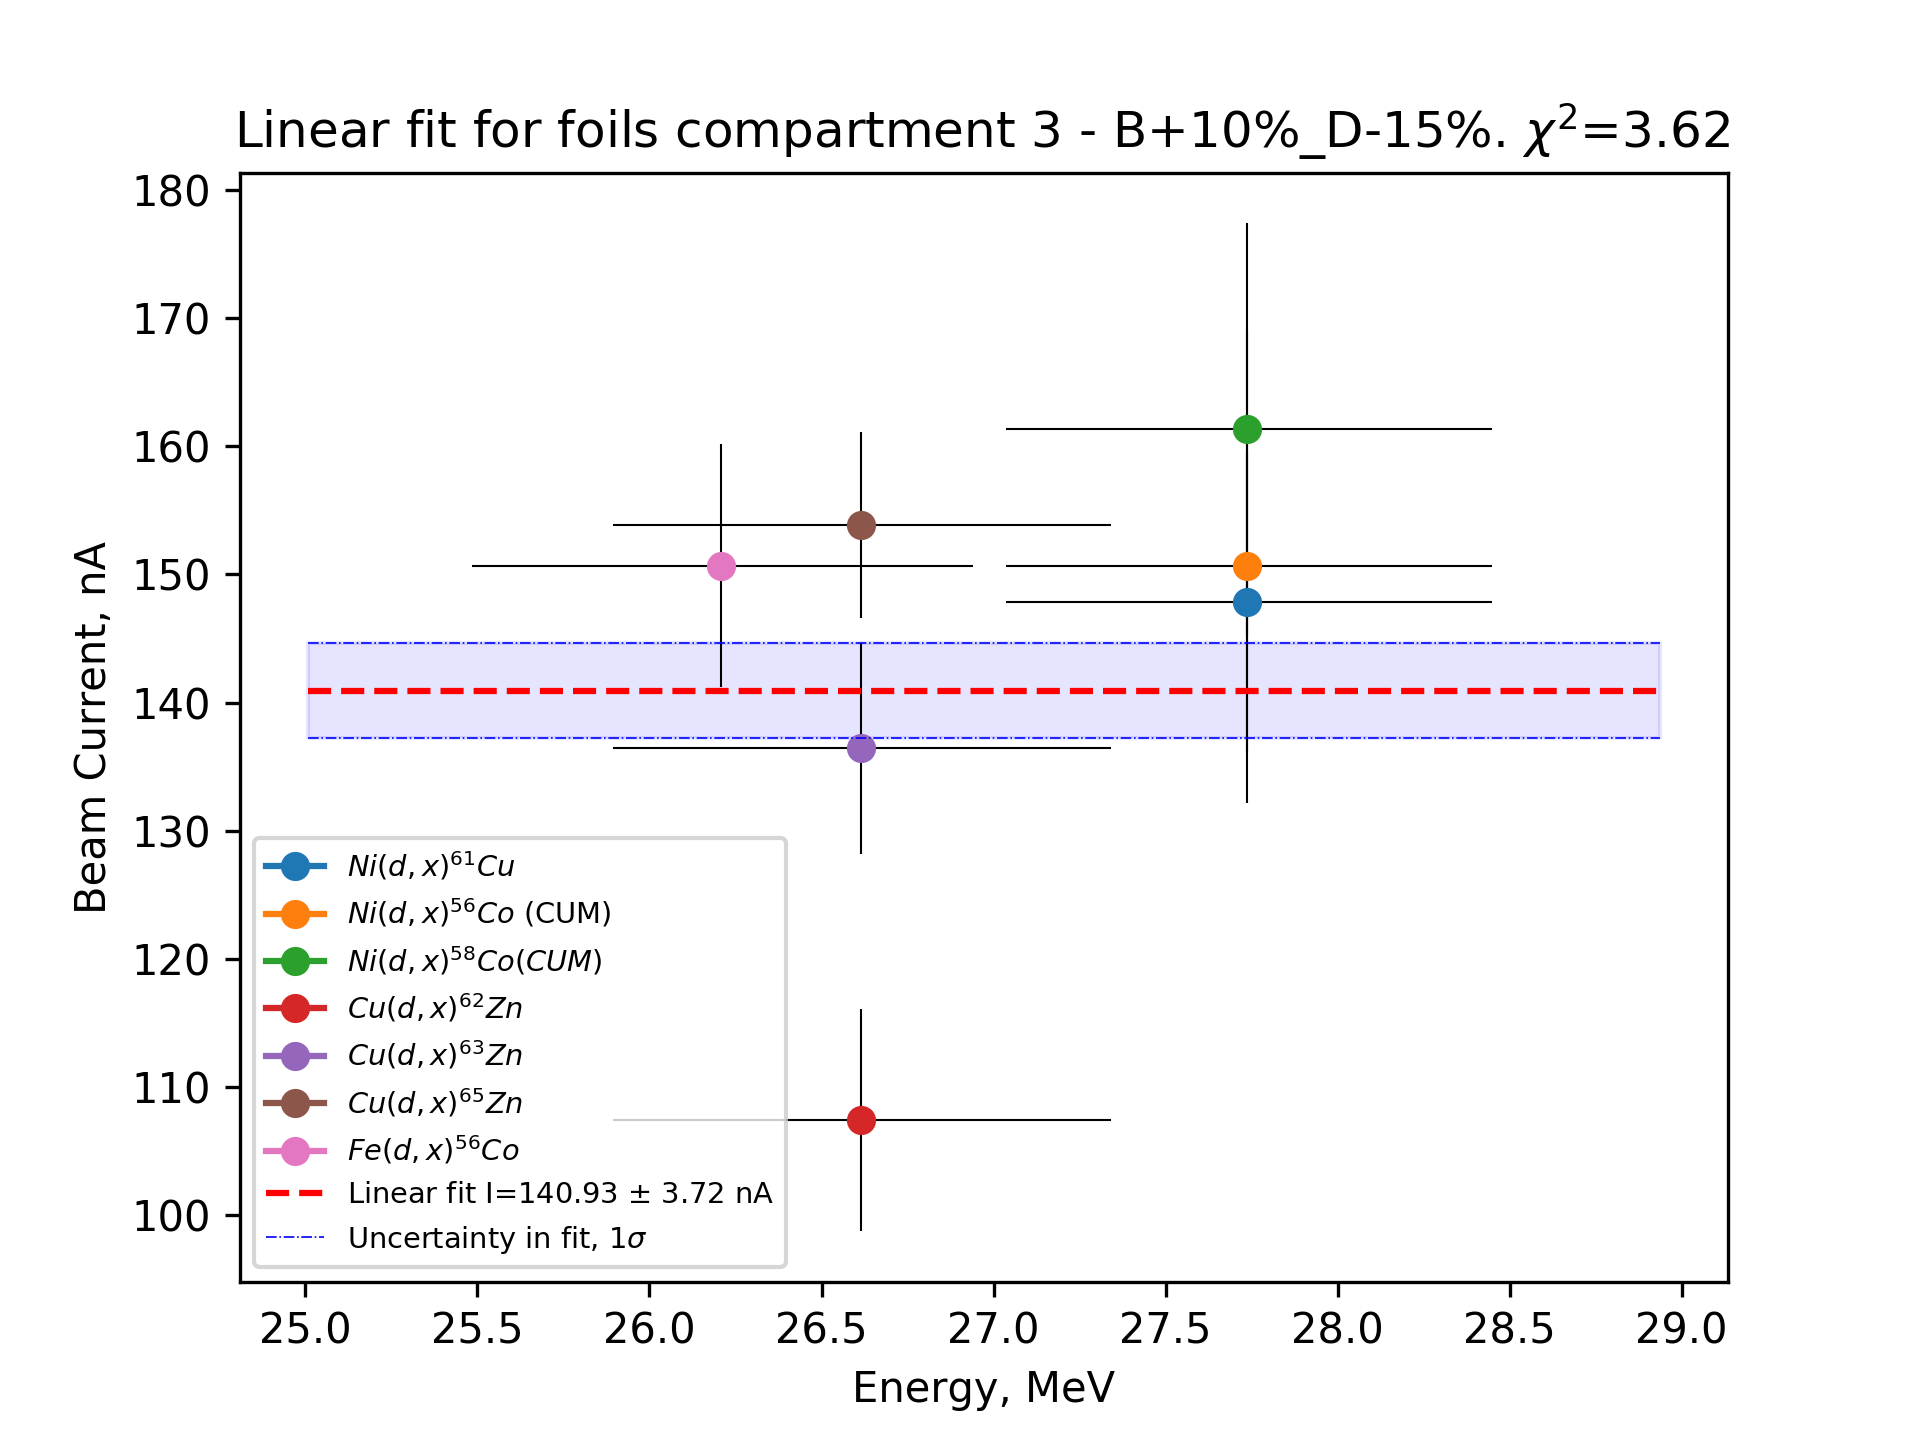 Linear fit for foils compartment 3 - B+10%_D-15%. χ²=3.62
180
170
160
150
140
130
120
110
100
Beam Current, nA
Ni(d, x)⁶¹Cu
Ni(d, x)⁵⁶Co (CUM)
Ni(d, x)⁵⁸Co(CUM)
Cu(d, x)⁶²Zn
Cu(d, x)⁶³Zn
Cu(d, x)⁶⁵Zn
Fe(d, x)⁵⁶Co
Linear fit I=140.93 ± 3.72 nA
Uncertainty in fit, 1σ
25.0 25.5 26.0 26.5 27.0 27.5 28.0 28.5 29.0
Energy, MeV